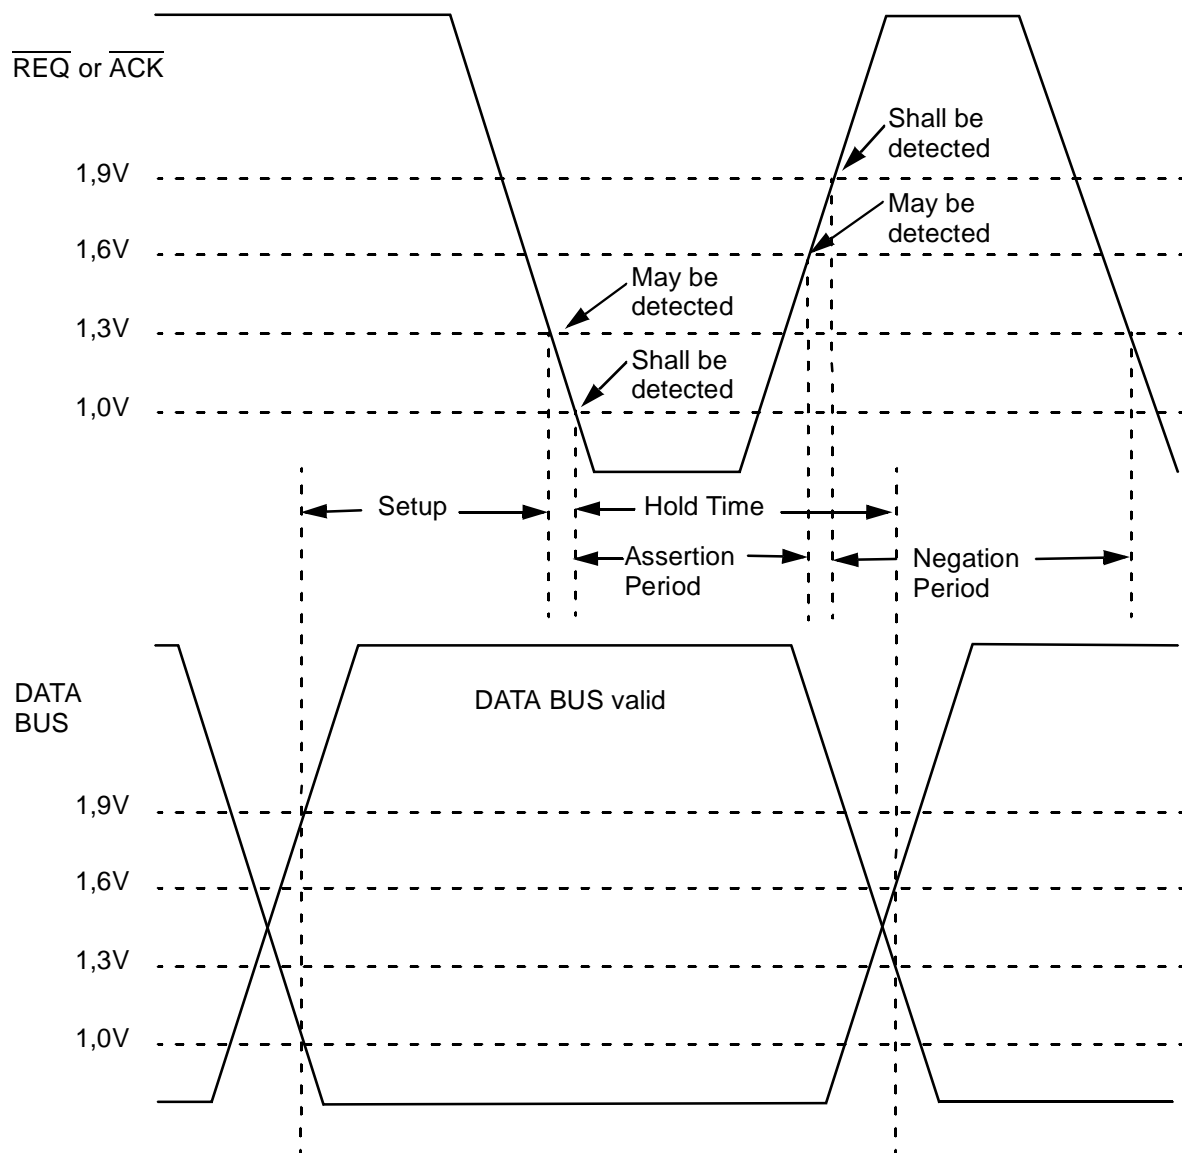 REQ or ACK
Shall be
detected
1,9V
May be
detected
1,6V
May be
detected
1,3V
Shall be
detected
1,0V
Setup
Hold Time
Assertion
Period
Negation
Period
DATA
BUS
DATA BUS valid
1,9V
1,6V
1,3V
1,0V